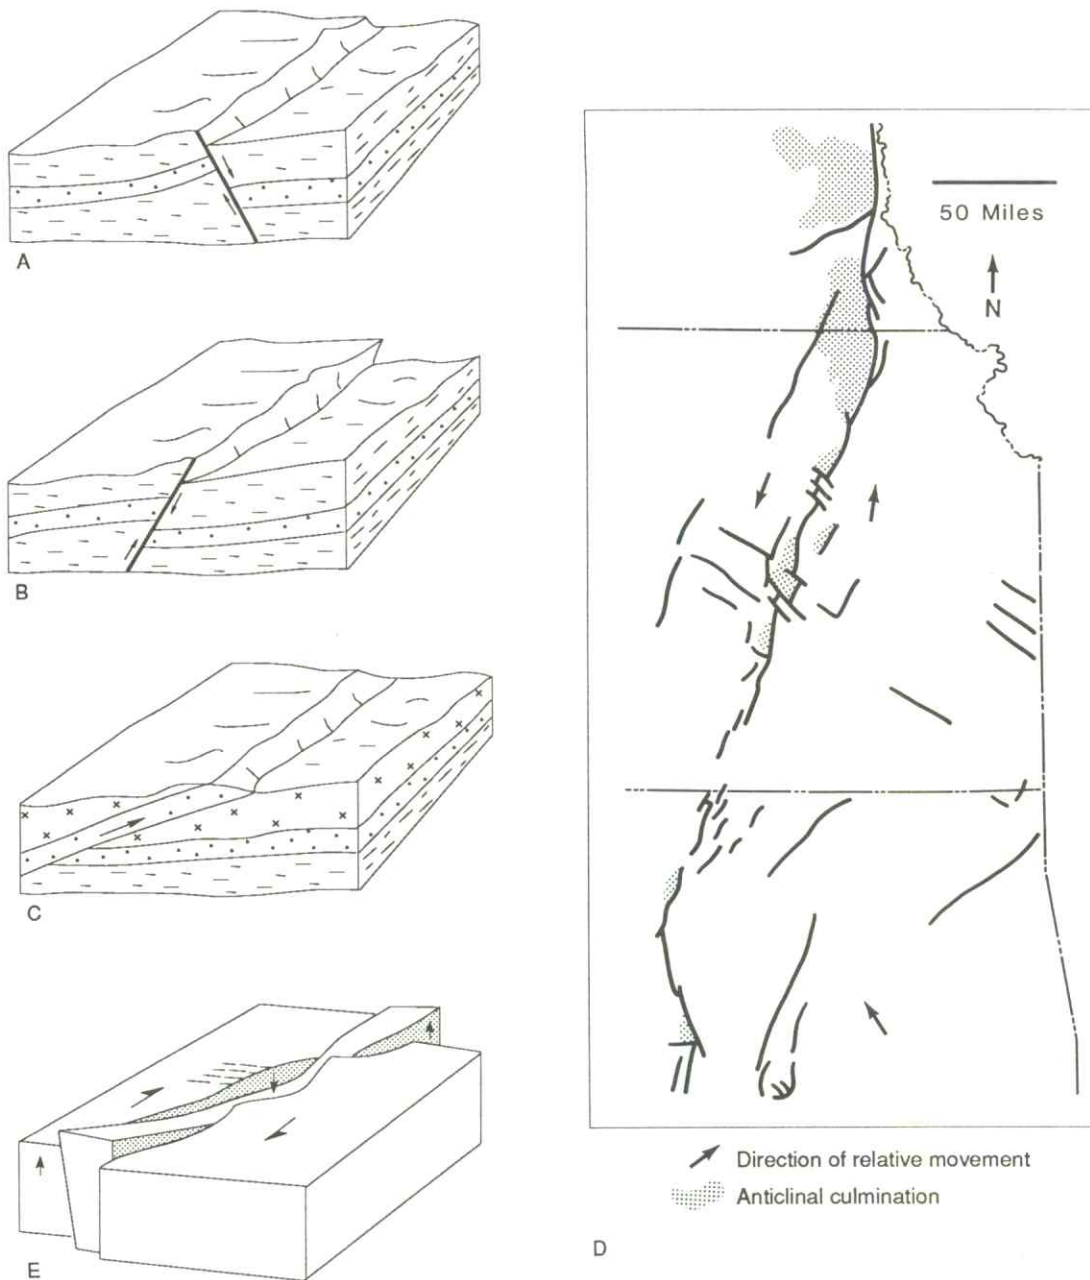 A
B
C
E
50 Miles
N
Direction of relative movement
Anticlinal culmination
D